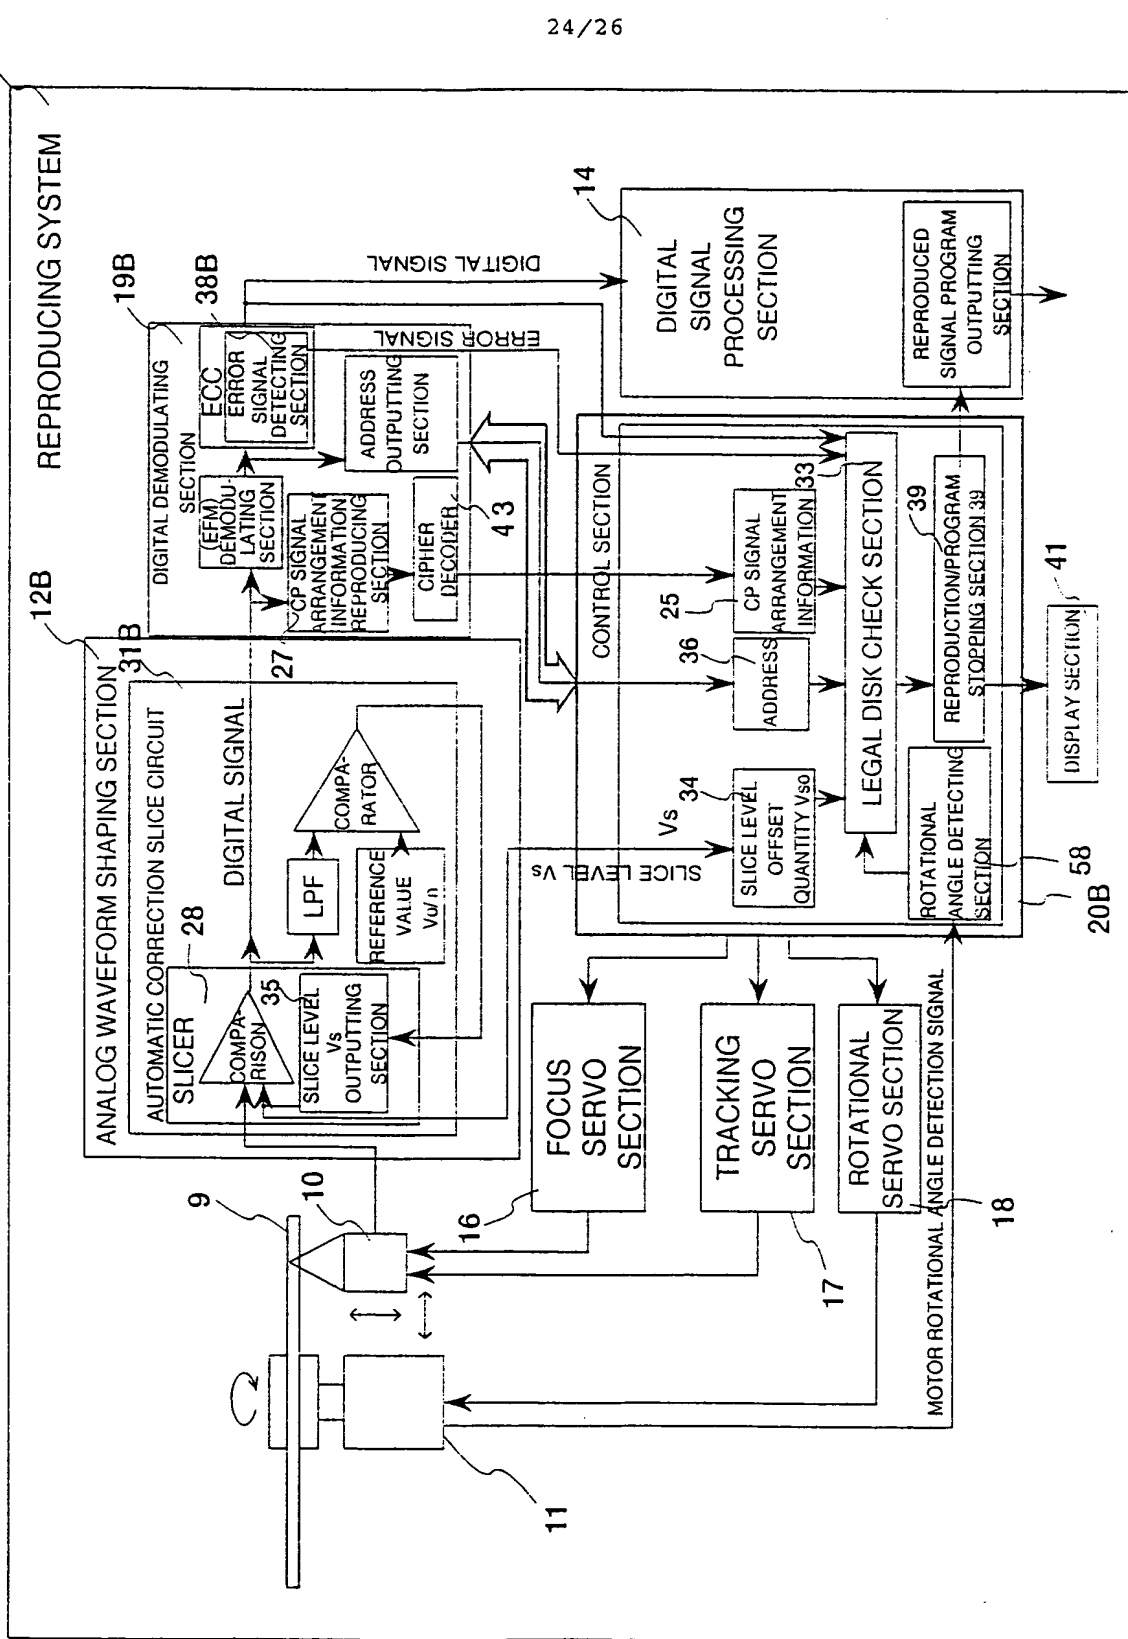 24/26
REPRODUCING SYSTEM
12B
ANALOG WAVEFORM SHAPING SECTION
31B
AUTOMATIC CORRECTION SLICE CIRCUIT
SLICER
28
COMPA-
RISON
35
SLICE LEVEL
Vs
OUTPUTTING
SECTION
DIGITAL SIGNAL
LPF
COMPA-
RATOR
REFERENCE
VALUE
19B
DIGITAL DEMODULATING
SECTION
(EFM)
DEMODU-
LATING
SECTION
ECC
38B
ERROR
SIGNAL
DETECTING
SECTION
27
CP SIGNAL
ARRANGEMENT
INFORMATION
REPRODUCING
SECTION
ADDRESS
OUTPUTTING
SECTION
CIPHER
DECODER
43
DIGITAL SIGNAL
ERROR SIGNAL
9
10
11
16
FOCUS
SERVO
SECTION
TRACKING
SERVO
SECTION
17
ROTATIONAL
SERVO SECTION
18
MOTOR ROTATIONAL ANGLE DETECTION SIGNAL
CONTROL SECTION
Vs
SLICE LEVEL Vs
34
SLICE LEVEL
OFFSET
QUANTITY Vso
36
ADDRESS
25
CP SIGNAL
ARRANGEMENT
INFORMATION
33
LEGAL DISK CHECK SECTION
ROTATIONAL
ANGLE DETECTING
SECTION
58
20B
39
REPRODUCTION/PROGRAM
STOPPING SECTION 39
DISPLAY SECTION
41
14
DIGITAL
SIGNAL
PROCESSING
SECTION
REPRODUCED
SIGNAL PROGRAM
OUTPUTTING
SECTION